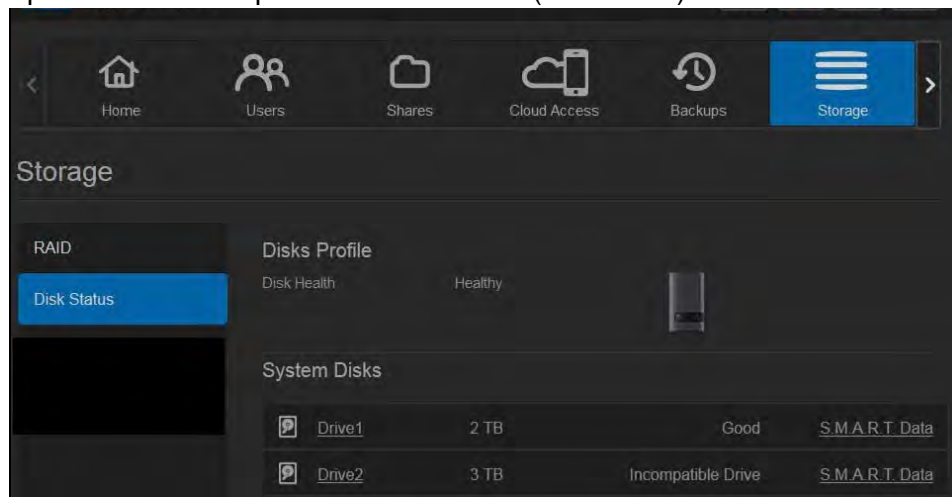 Home Users Shares Cloud Access Backups Storage
Storage
RAID
Disk Status
Disks Profile
Disk Health Healthy
System Disks
Drive1 2 TB Good S.M.A.R.T. Data
Drive2 3 TB Incompatible Drive S.M.A.R.T. Data